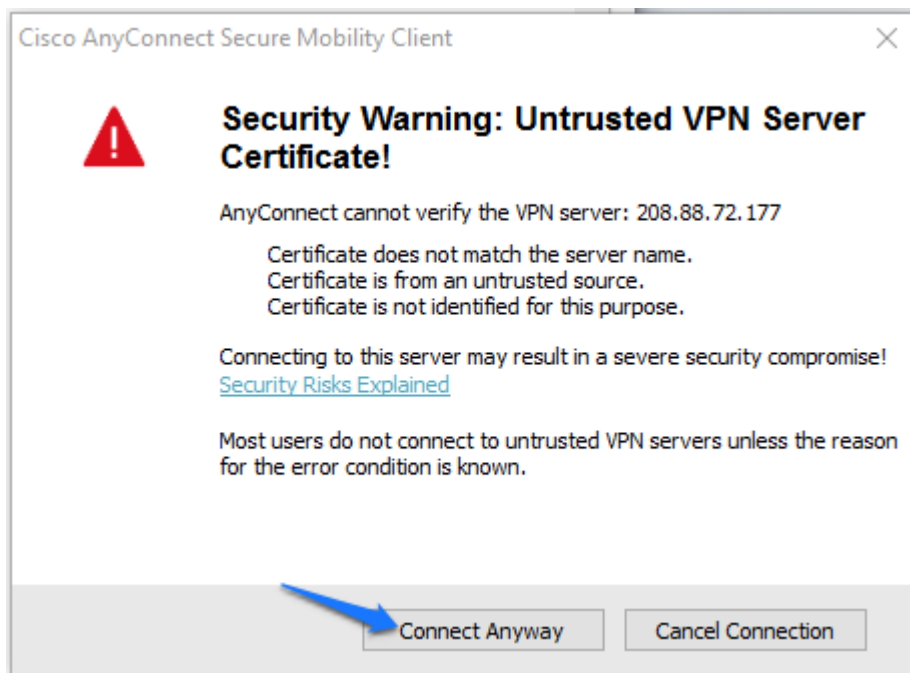 Cisco AnyConnect Secure Mobility Client
Security Warning: Untrusted VPN Server
Certificate!
AnyConnect cannot verify the VPN server: 208.88.72.177
Certificate does not match the server name.
Certificate is from an untrusted source.
Certificate is not identified for this purpose.
Connecting to this server may result in a severe security compromise!
Security Risks Explained
Most users do not connect to untrusted VPN servers unless the reason
for the error condition is known.
Connect Anyway
Cancel Connection